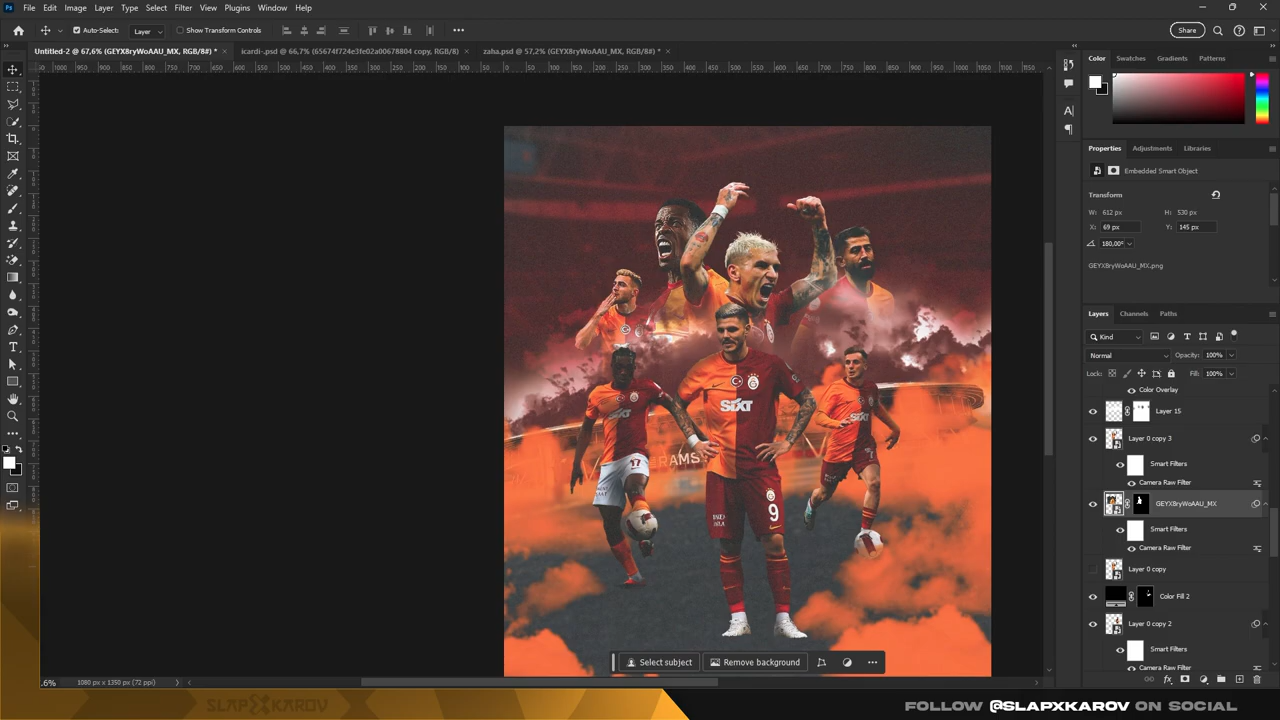 File Edit Image Layer Type Select Filter View Plugins Window Help
Auto-Select: Layer Show Transform Controls
Share
Untitled-2 @ 67,6% (GEYX8ryWoAAU_MX, RGB/8#) *
icardi-.psd @ 66,7% (65674f724e3fe02a00678804 copy, RGB/8)
zaha.psd @ 57,2% (GEYX8ryWoAAU_MX, RGB/8#) *
Color Swatches Gradients Patterns
Properties Adjustments Libraries
Embedded Smart Object
Transform
W: 612 px H: 530 px
X: 69 px Y: 145 px
180,00°
GEYX8ryWoAAU_MX.png
Layers Channels Paths
Kind
Normal Opacity: 100%
Lock: Fill: 100%
Color Overlay
Layer 15
Layer 0 copy 3
Smart Filters
Camera Raw Filter
GEYX8ryWoAAU_MX
Smart Filters
Camera Raw Filter
Layer 0 copy
Color Fill 2
Layer 0 copy 2
Smart Filters
Camera Raw Filter
SIXT
SIXT
SIXT
RAMS
17
9
Select subject Remove background
1080 px x 1350 px (72 ppi)
SLAPXKAROV
FOLLOW @SLAPXKAROV ON SOCIAL